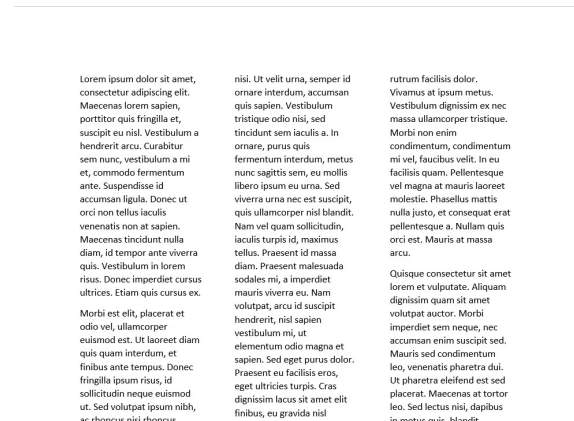 Lorem ipsum dolor sit amet,
consectetur adipiscing elit.
Maecenas lorem sapien,
porttitor quis fringilla et,
suscipit eu nisl. Vestibulum a
hendrerit arcu. Curabitur
sem nunc, vestibulum a mi
et, commodo fermentum
ante. Suspendisse id
accumsan ligula. Donec ut
orci non tellus iaculis
venenatis non at sapien.
Maecenas tincidunt nulla
diam, id tempor ante viverra
quis. Vestibulum in lorem
risus. Donec imperdiet cursus
ultrices. Etiam quis cursus ex.
Morbi est elit, placerat et
odio vel, ullamcorper
euismod est. Ut laoreet diam
quis quam interdum, et
finibus ante tempus. Donec
fringilla ipsum risus, id
sollicitudin neque euismod
ut. Sed volutpat ipsum nibh,
ac rhoncus nisi rhoncus
nisi. Ut velit urna, semper id
ornare interdum, accumsan
quis sapien. Vestibulum
tristique odio nisi, sed
tincidunt sem iaculis a. In
ornare, purus quis
fermentum interdum, metus
nunc sagittis sem, eu mollis
libero ipsum eu urna. Sed
viverra urna nec est suscipit,
quis ullamcorper nisl blandit.
Nam vel quam sollicitudin,
iaculis turpis id, maximus
tellus. Praesent id massa
diam. Praesent malesuada
sodales mi, a imperdiet
mauris viverra eu. Nam
volutpat, arcu id suscipit
hendrerit, nisl sapien
vestibulum mi, ut
elementum odio magna et
sapien. Sed eget purus dolor.
Praesent eu facilisis eros,
eget ultricies turpis. Cras
dignissim lacus sit amet elit
finibus, eu gravida nisl
rutrum facilisis dolor.
Vivamus at ipsum metus.
Vestibulum dignissim ex nec
massa ullamcorper tristique.
Morbi non enim
condimentum, condimentum
mi vel, faucibus velit. In eu
facilisis quam. Pellentesque
vel magna at mauris laoreet
molestie. Phasellus mattis
nulla justo, et consequat erat
pellentesque a. Nullam quis
orci est. Mauris at massa
arcu.
Quisque consectetur sit amet
lorem et vulputate. Aliquam
dignissim quam sit amet
volutpat auctor. Morbi
imperdiet sem neque, nec
accumsan enim suscipit sed.
Mauris sed condimentum
leo, venenatis pharetra dui.
Ut pharetra eleifend est sed
placerat. Maecenas at tortor
leo. Sed lectus nisi, dapibus
in metus quis, blandit